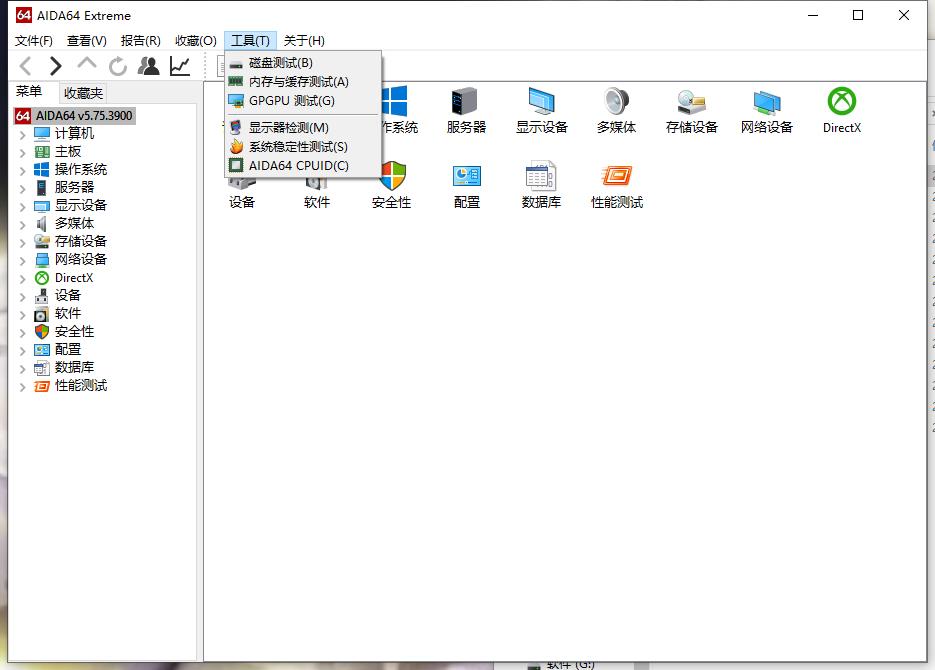 64 AIDA64 Extreme
文件(F) 查看(V) 报告(R) 收藏(O) 工具(T) 关于(H)
磁盘测试(B)
内存与缓存测试(A)
GPGPU 测试(G)
显示器检测(M)
系统稳定性测试(S)
AIDA64 CPUID(C)
菜单 收藏夹
64 AIDA64 v5.75.3900
计算机
主板
操作系统
服务器
显示设备
多媒体
存储设备
网络设备
DirectX
设备
软件
安全性
配置
数据库
性能测试
作系统 服务器 显示设备 多媒体 存储设备 网络设备 DirectX
设备 软件 安全性 配置 数据库 性能测试
软件 (G:)